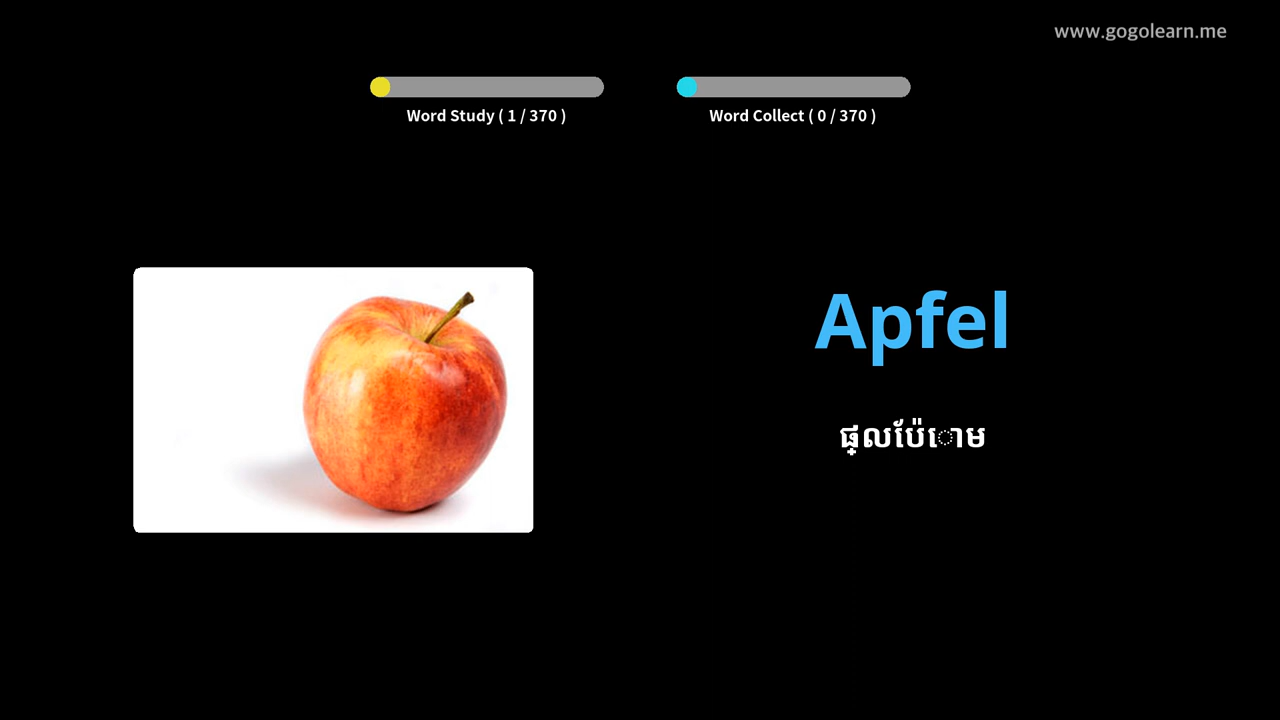 www.gogolearn.me
Word Study ( 1 / 370 )
Word Collect ( 0 / 370 )
Apfel
ផ្លែប៉ែោម